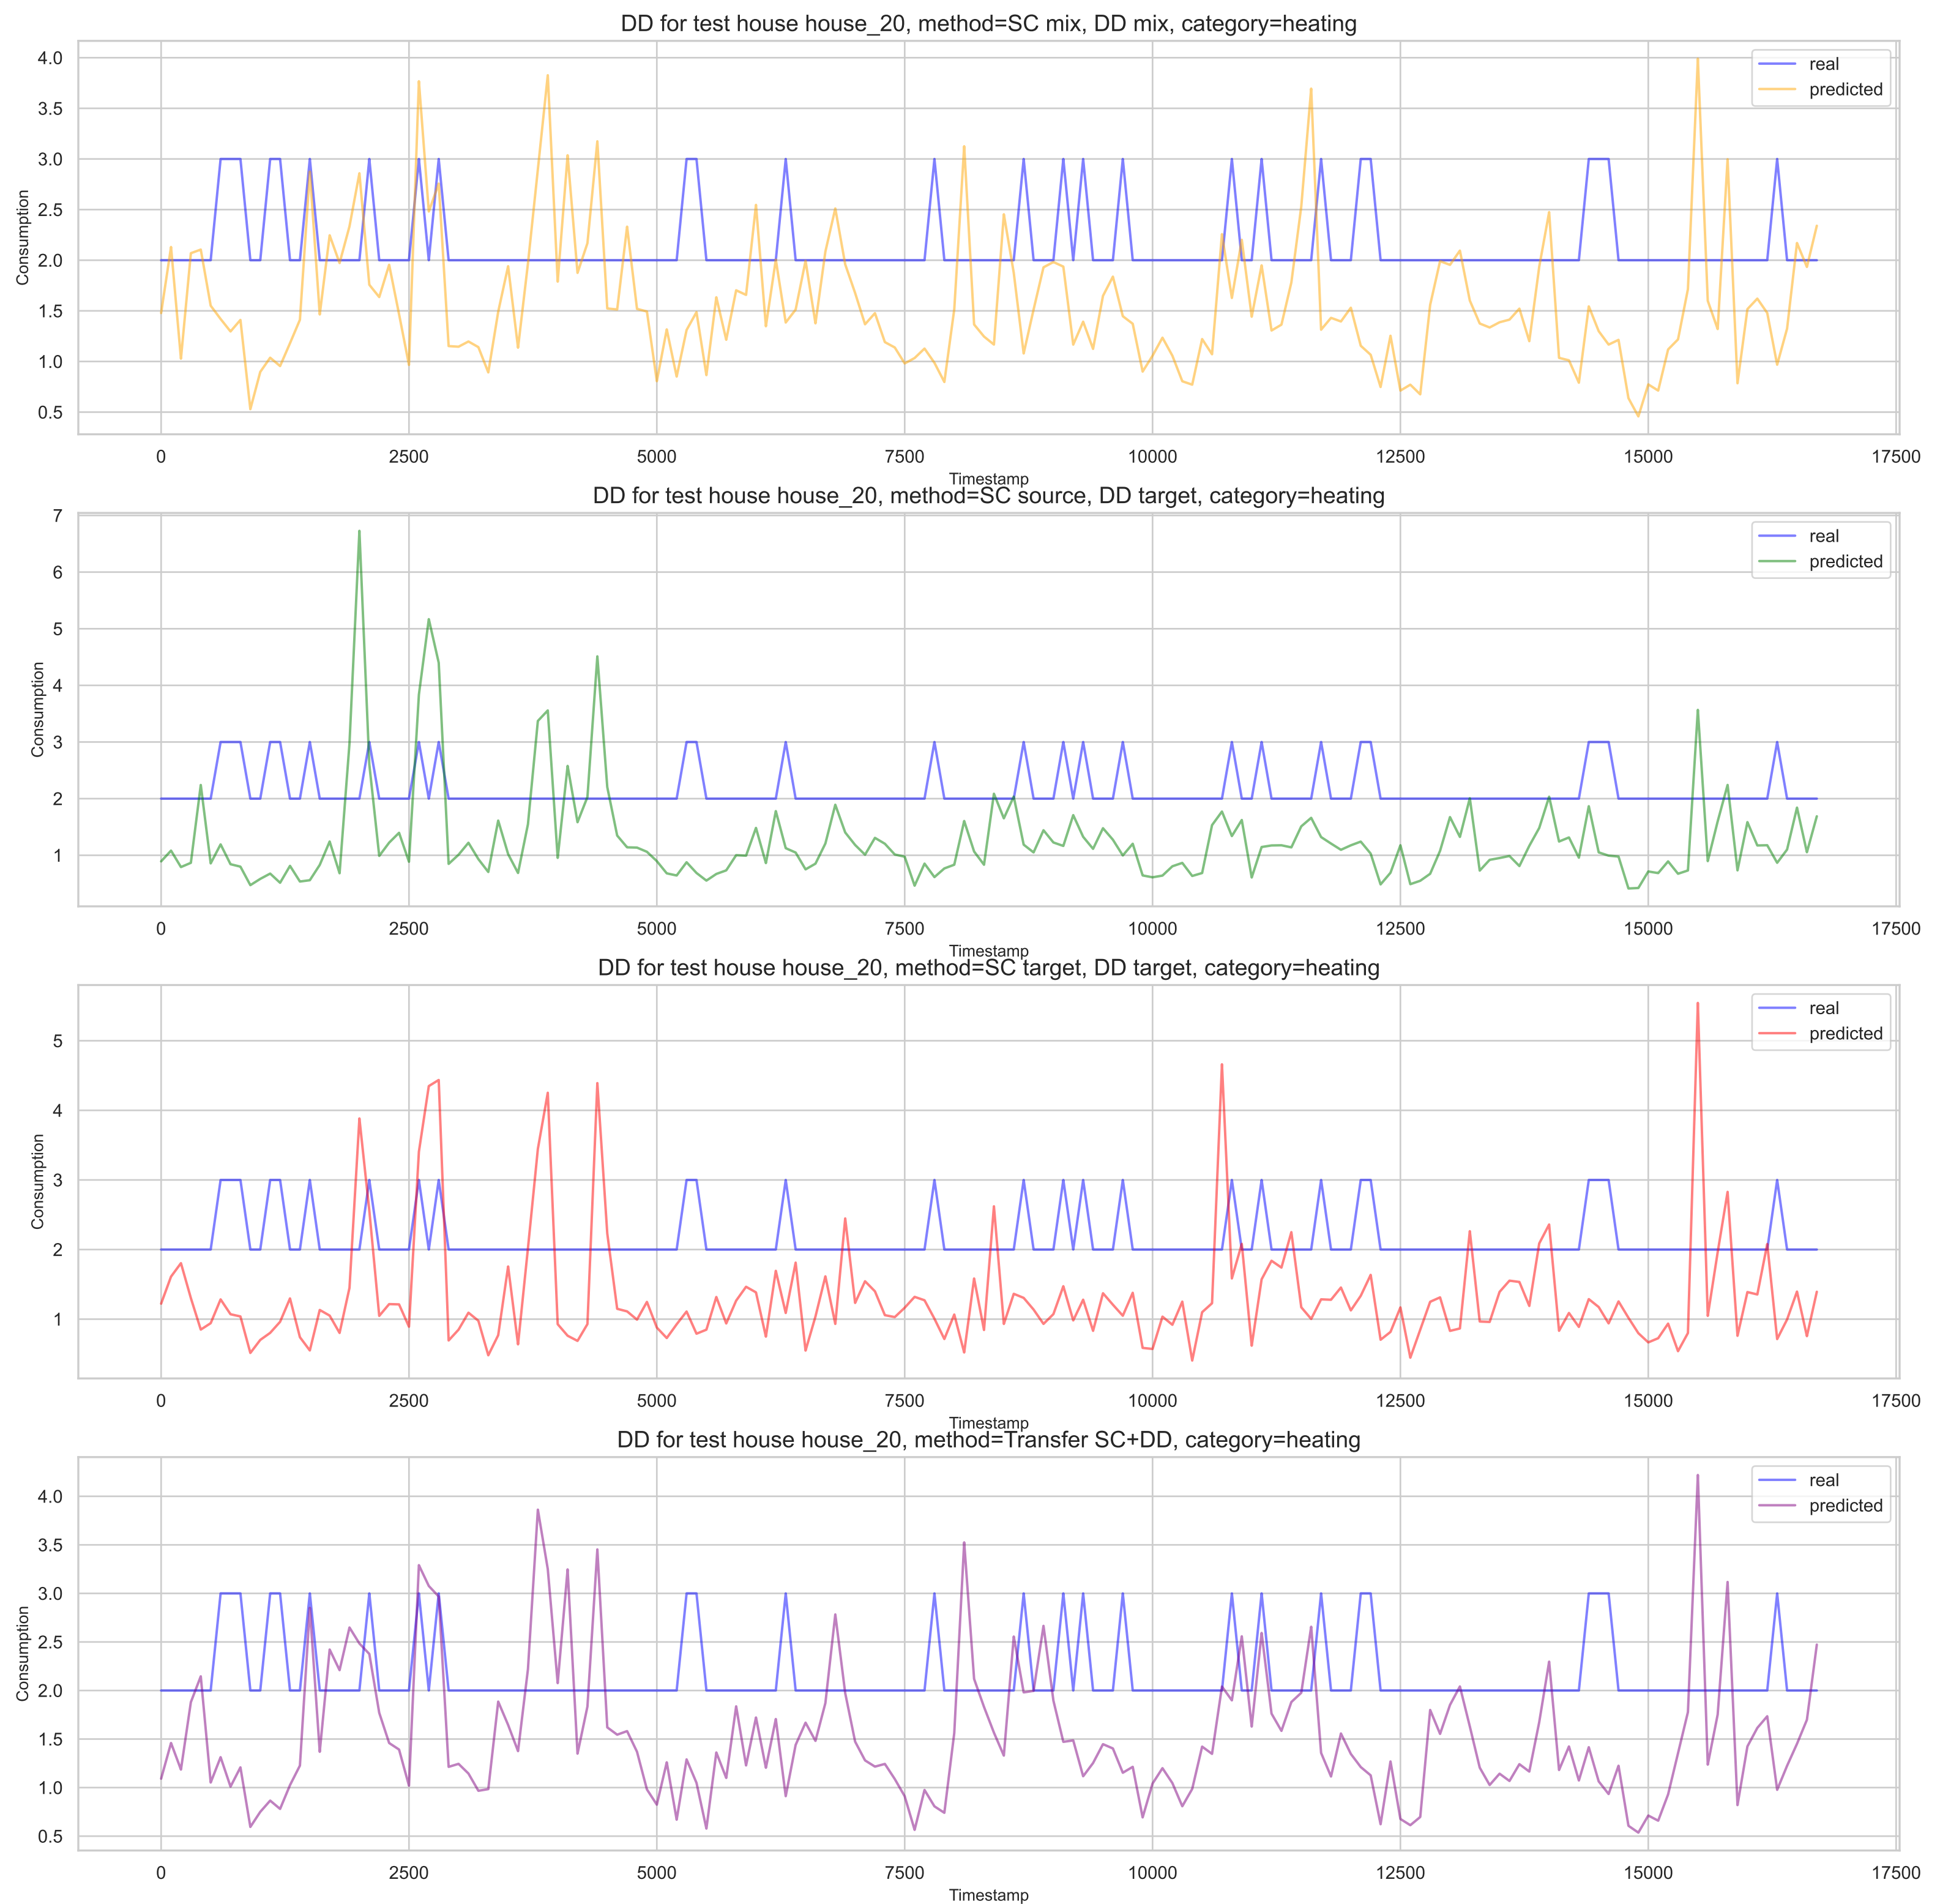 DD for test house house_20, method=SC mix, DD mix, category=heating
real
predicted
Consumption
4.0
3.5
3.0
2.5
2.0
1.5
1.0
0.5
0 2500 5000 7500 10000 12500 15000 17500
Timestamp
DD for test house house_20, method=SC source, DD target, category=heating
real
predicted
Consumption
7
6
5
4
3
2
1
0 2500 5000 7500 10000 12500 15000 17500
Timestamp
DD for test house house_20, method=SC target, DD target, category=heating
real
predicted
Consumption
5
4
3
2
1
0 2500 5000 7500 10000 12500 15000 17500
Timestamp
DD for test house house_20, method=Transfer SC+DD, category=heating
real
predicted
Consumption
4.0
3.5
3.0
2.5
2.0
1.5
1.0
0.5
0 2500 5000 7500 10000 12500 15000 17500
Timestamp